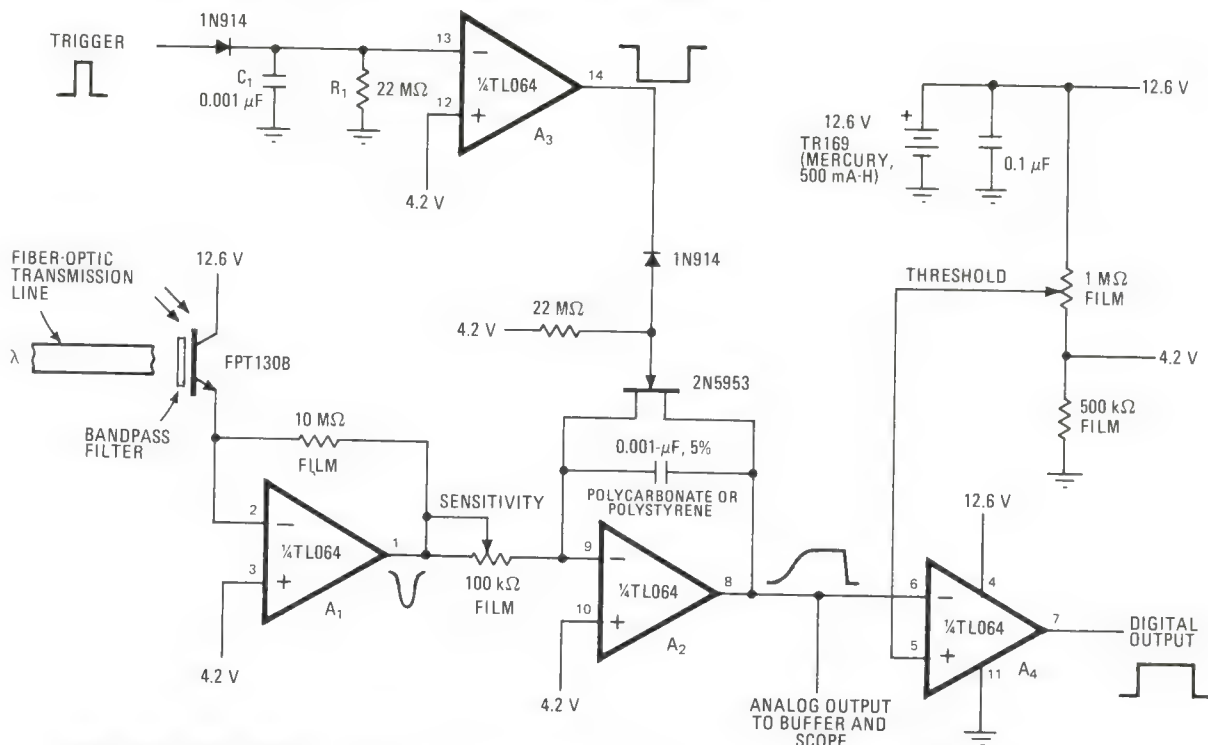 1N914
TRIGGER
C1
0.001 µF
R1
22 MΩ
13
−
12
+
¼TL064
14
A3
4.2 V
12.6 V
12.6 V
+
TR169
(MERCURY,
500 mA-H)
0.1 µF
FIBER-OPTIC
TRANSMISSION
LINE
12.6 V
λ
FPT130B
BANDPASS
FILTER
1N914
22 MΩ
4.2 V
THRESHOLD
1 MΩ
FILM
4.2 V
500 kΩ
FILM
2N5953
0.001-µF, 5%
POLYCARBONATE OR
POLYSTYRENE
10 MΩ
FILM
SENSITIVITY
100 kΩ
FILM
2
−
3
+
¼TL064
1
A1
4.2 V
9
−
10
+
¼TL064
8
A2
4.2 V
12.6 V
6
−
5
+
4
¼TL064
11
7
A4
DIGITAL
OUTPUT
ANALOG OUTPUT
TO BUFFER AND
SCOPE